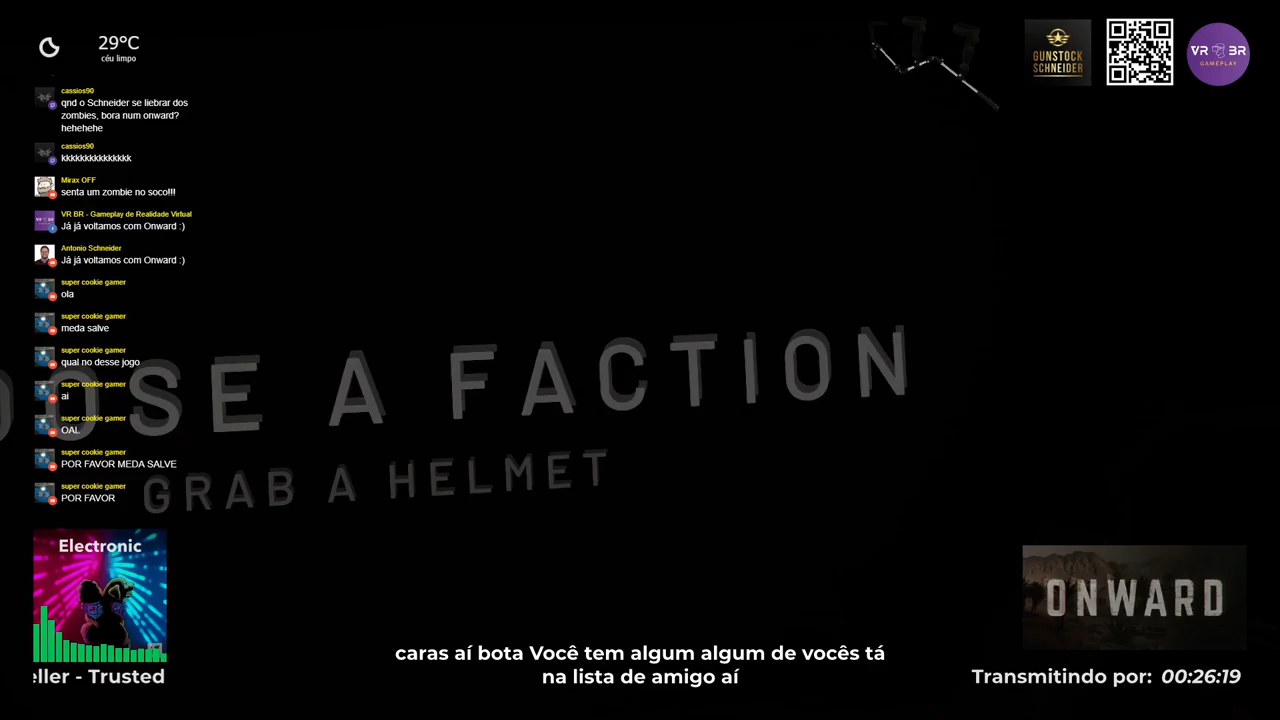 29°C
céu limpo
GUNSTOCK
SCHNEIDER
VR BR
GAMEPLAY
cassios90
qnd o Schneider se liebrar dos
zombies, bora num onward?
hehehehe
cassios90
kkkkkkkkkkkkkkk
Mirax OFF
senta um zombie no soco!!!
VR BR - Gameplay de Realidade Virtual
Já já voltamos com Onward :)
Antonio Schneider
Já já voltamos com Onward :)
super cookie gamer
ola
super cookie gamer
meda salve
super cookie gamer
qual no desse jogo
super cookie gamer
ai
super cookie gamer
OAL
super cookie gamer
POR FAVOR MEDA SALVE
super cookie gamer
POR FAVOR
OOSE A FACTION
GRAB A HELMET
Electronic
eller - Trusted
ONWARD
caras aí bota Você tem algum algum de vocês tá
na lista de amigo aí
Transmitindo por: 00:26:19